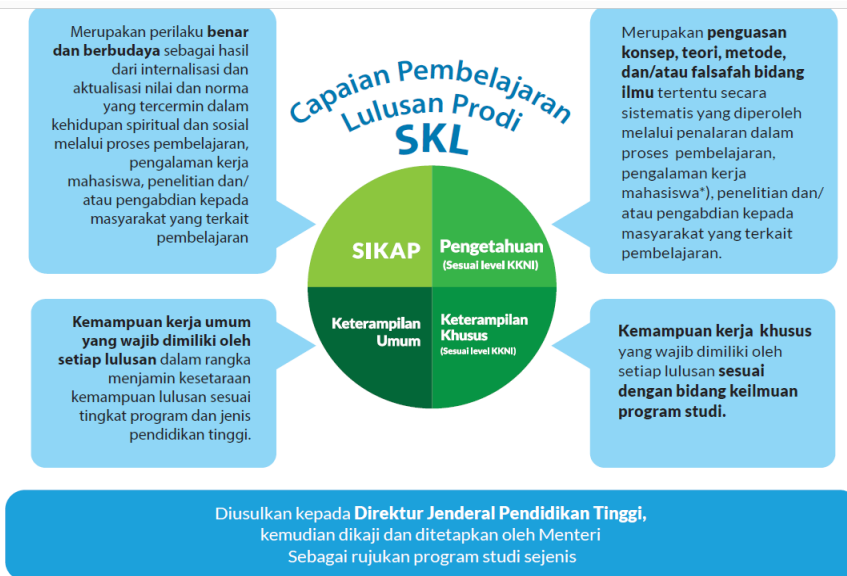 Merupakan perilaku benar
dan berbudaya sebagai hasil
dari internalisasi dan
aktualisasi nilai dan norma
yang tercermin dalam
kehidupan spiritual dan sosial
melalui proses pembelajaran,
pengalaman kerja
mahasiswa, penelitian dan/
atau pengabdian kepada
masyarakat yang terkait
pembelajaran
Capaian Pembelajaran
Lulusan Prodi
SKL
Merupakan penguasan
konsep, teori, metode,
dan/atau falsafah bidang
ilmu tertentu secara
sistematis yang diperoleh
melalui penalaran dalam
proses pembelajaran,
pengalaman kerja
mahasiswa*), penelitian dan/
atau pengabdian kepada
masyarakat yang terkait
pembelajaran.
SIKAP
Pengetahuan
(Sesuai level KKNI)
Keterampilan
Umum
Keterampilan
Khusus
(Sesuai level KKNI)
Kemampuan kerja umum
yang wajib dimiliki oleh
setiap lulusan dalam rangka
menjamin kesetaraan
kemampuan lulusan sesuai
tingkat program dan jenis
pendidikan tinggi.
Kemampuan kerja khusus
yang wajib dimiliki oleh
setiap lulusan sesuai
dengan bidang keilmuan
program studi.
Diusulkan kepada Direktur Jenderal Pendidikan Tinggi,
kemudian dikaji dan ditetapkan oleh Menteri
Sebagai rujukan program studi sejenis